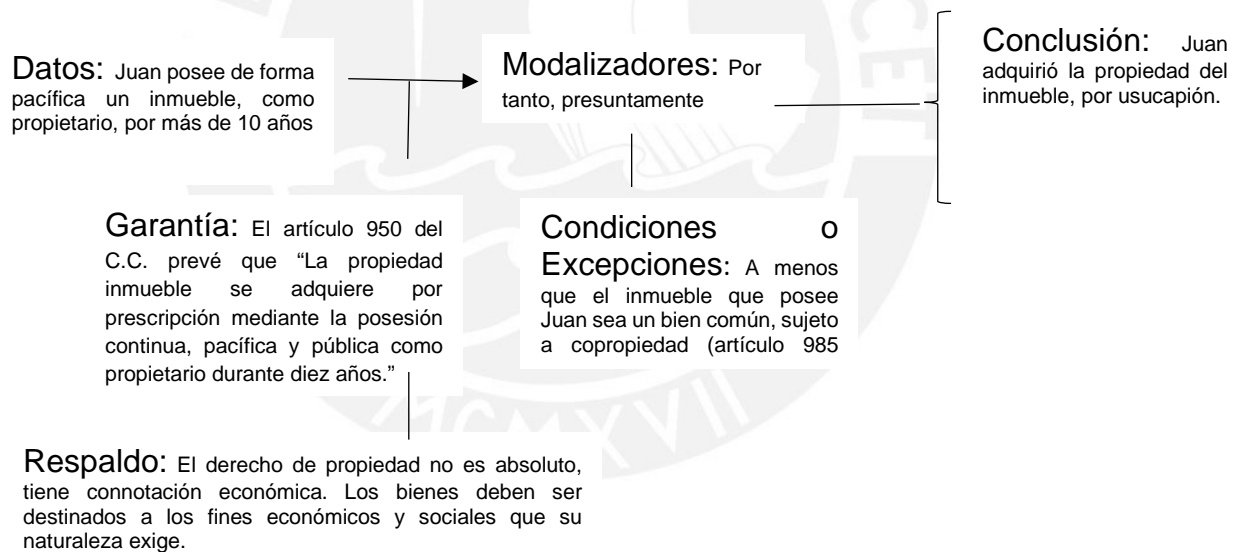 Datos: Juan posee de forma
pacífica un inmueble, como
propietario, por más de 10 años
Modalizadores: Por
tanto, presuntamente
Conclusión: Juan
adquirió la propiedad del
inmueble, por usucapión.
Garantía: El artículo 950 del
C.C. prevé que “La propiedad
inmueble se adquiere por
prescripción mediante la posesión
continua, pacífica y pública como
propietario durante diez años.”
Condiciones o
Excepciones: A menos
que el inmueble que posee
Juan sea un bien común, sujeto
a copropiedad (artículo 985
Respaldo: El derecho de propiedad no es absoluto,
tiene connotación económica. Los bienes deben ser
destinados a los fines económicos y sociales que su
naturaleza exige.
MCMXVII